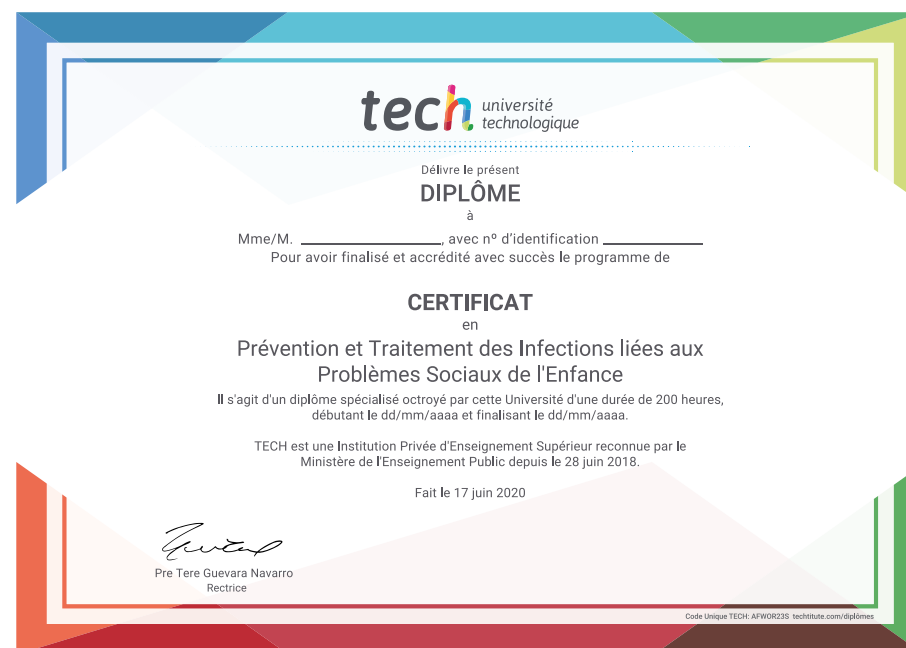 tech université
technologique
Délivre le présent
DIPLÔME
à
Mme/M. ____________, avec nº d'identification ____________
Pour avoir finalisé et accrédité avec succès le programme de
CERTIFICAT
en
Prévention et Traitement des Infections liées aux
Problèmes Sociaux de l'Enfance
Il s'agit d'un diplôme spécialisé octroyé par cette Université d'une durée de 200 heures,
débutant le dd/mm/aaaa et finalisant le dd/mm/aaaa.
TECH est une Institution Privée d'Enseignement Supérieur reconnue par le
Ministère de l'Enseignement Public depuis le 28 juin 2018.
Fait le 17 juin 2020
Pre Tere Guevara Navarro
Rectrice
Code Unique TECH: AFWOR23S techtitute.com/diplômes